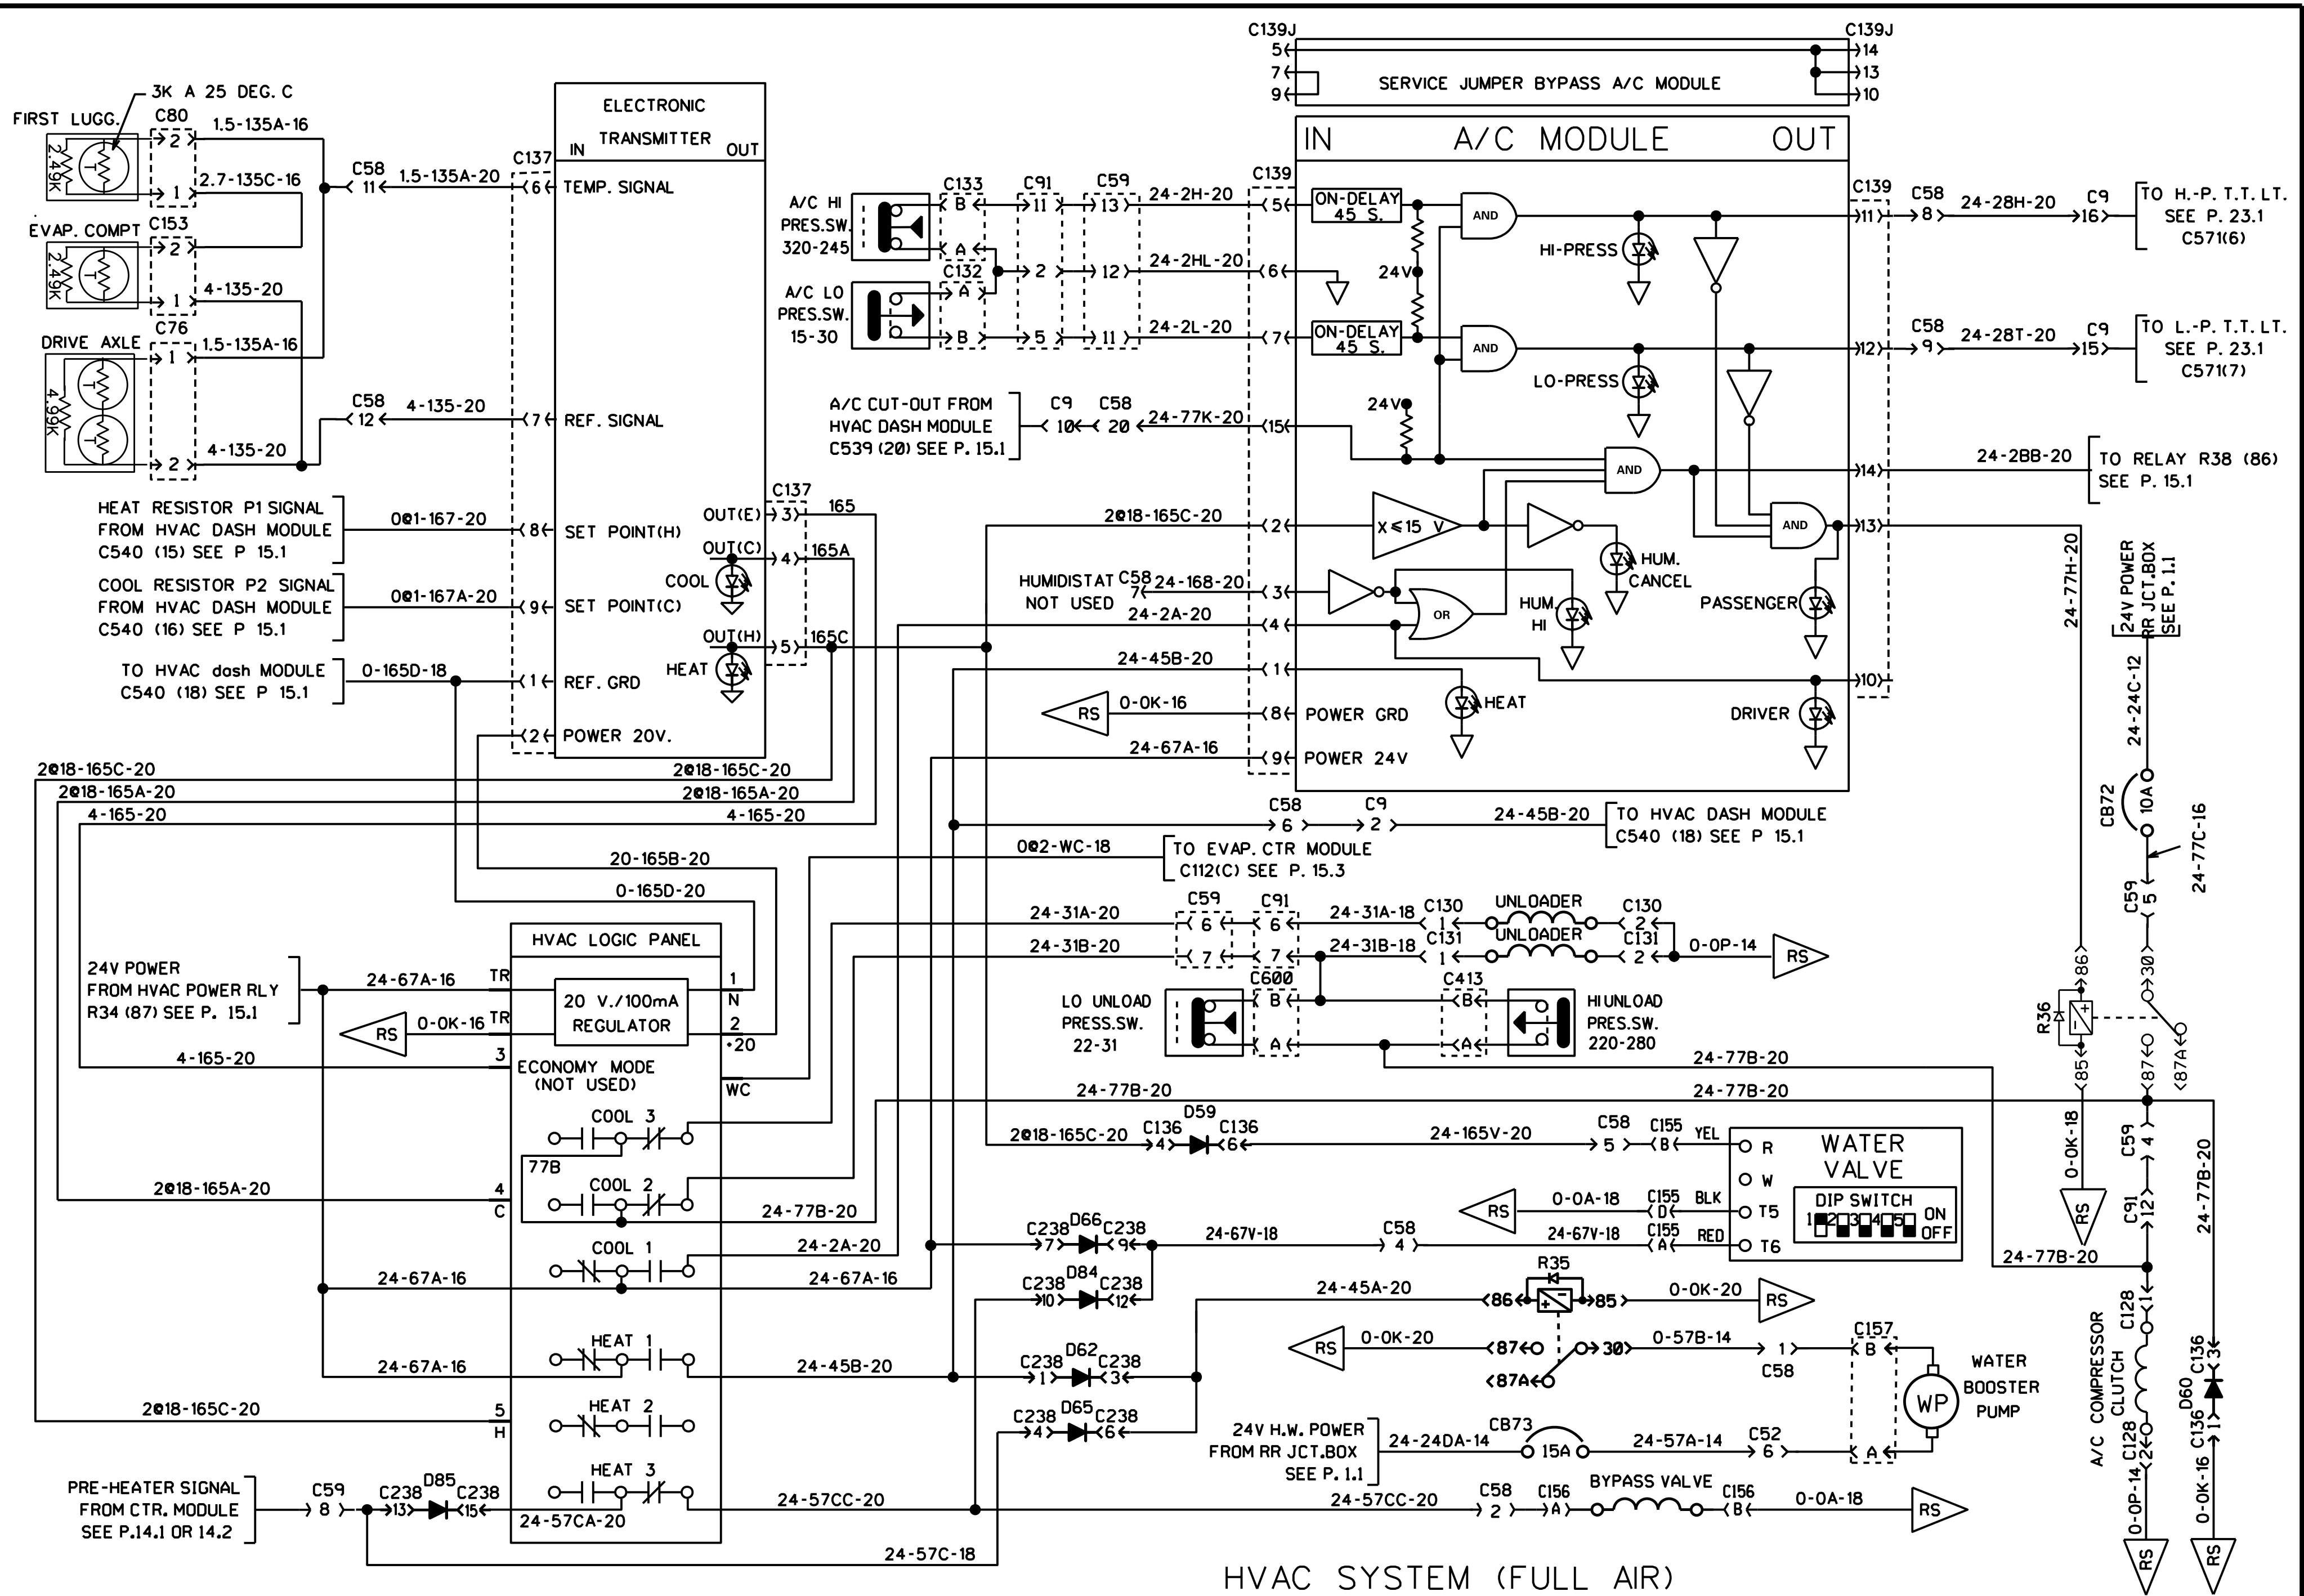 C139J
C139J
5
14
7
13
9
10
SERVICE JUMPER BYPASS A/C MODULE
3K A 25 DEG. C
FIRST LUGG.
C80
2
1.5-135A-16
2.49K
T
1
2.7-135C-16
C58
11
1.5-135A-20
EVAP. COMPT
C153
2
2.49K
T
1
4-135-20
DRIVE AXLE
C76
1
1.5-135A-16
4.99K
T
T
2
4-135-20
C58
12
4-135-20
ELECTRONIC
TRANSMITTER
IN
OUT
C137
6
TEMP. SIGNAL
7
REF. SIGNAL
8
SET POINT(H)
9
SET POINT(C)
1
REF. GRD
2
POWER 20V.
C137
OUT(E)
3
165
OUT(C)
4
165A
COOL
OUT(H)
5
165C
HEAT
HEAT RESISTOR P1 SIGNAL
FROM HVAC DASH MODULE
C540 (15) SEE P 15.1
0@1-167-20
COOL RESISTOR P2 SIGNAL
FROM HVAC DASH MODULE
C540 (16) SEE P 15.1
0@1-167A-20
TO HVAC dash MODULE
C540 (18) SEE P 15.1
0-165D-18
2@18-165C-20
2@18-165C-20
2@18-165A-20
2@18-165A-20
4-165-20
4-165-20
20-165B-20
0-165D-20
A/C HI
PRES.SW.
320-245
C133
B
A
C91
11
2
5
C59
13
12
11
24-2H-20
24-2HL-20
24-2L-20
A/C LO
PRES.SW.
15-30
C132
A
B
A/C CUT-OUT FROM
HVAC DASH MODULE
C539 (20) SEE P. 15.1
C9
10
C58
20
24-77K-20
2@18-165C-20
HUMIDISTAT
NOT USED
C58
7
24-168-20
24-2A-20
24-45B-20
RS
0-0K-16
24-67A-16
IN
A/C MODULE
OUT
C139
5
ON-DELAY
45 S.
AND
6
24V
7
ON-DELAY
45 S.
AND
15
24V
AND
2
X ≤ 15 V
3
4
OR
1
8
POWER GRD
9
POWER 24V
HI-PRESS
LO-PRESS
HUM.
CANCEL
HUM.
HI
HEAT
AND
PASSENGER
DRIVER
C139
11
12
14
13
10
C58
8
24-28H-20
C9
16
TO H.-P. T.T. LT.
SEE P. 23.1
C571(6)
C58
9
24-28T-20
C9
15
TO L.-P. T.T. LT.
SEE P. 23.1
C571(7)
24-2BB-20
TO RELAY R38 (86)
SEE P. 15.1
24-77H-20
24V POWER
RR JCT.BOX
SEE P. 1.1
24-24C-12
CB72
10A
24-77C-16
C59
5
C58
6
C9
2
24-45B-20
TO HVAC DASH MODULE
C540 (18) SEE P 15.1
0@2-WC-18
TO EVAP. CTR MODULE
C112(C) SEE P. 15.3
24-31A-20
24-31B-20
C59
6
7
C91
6
7
24-31A-18
24-31B-18
C130
1
UNLOADER
C130
2
C131
1
UNLOADER
C131
2
0-0P-14
RS
LO UNLOAD
PRESS.SW.
22-31
C600
B
A
C413
B
A
HI UNLOAD
PRES.SW.
220-280
24-77B-20
24-77B-20
24-77B-20
R36
86
85
30
87
87A
0-0K-18
RS
24V POWER
FROM HVAC POWER RLY
R34 (87) SEE P. 15.1
24-67A-16
RS
0-0K-16
4-165-20
HVAC LOGIC PANEL
TR
TR
20 V./100mA
REGULATOR
1
N
2
+20
3
ECONOMY MODE
(NOT USED)
WC
COOL 3
77B
COOL 2
4
C
2@18-165A-20
24-77B-20
COOL 1
24-2A-20
24-67A-16
24-67A-16
HEAT 1
24-67A-16
24-45B-20
HEAT 2
5
H
2@18-165C-20
HEAT 3
24-57CC-20
24-57CA-20
PRE-HEATER SIGNAL
FROM CTR. MODULE
SEE P.14.1 OR 14.2
C59
8
C238
13
D85
C238
15
24-57C-18
2@18-165C-20
C136
4
D59
C136
6
24-165V-20
C58
5
C155
B
YEL
RS
0-0A-18
C155
D
BLK
C238
7
D66
C238
9
24-67V-18
C58
4
24-67V-18
C155
A
RED
WATER
VALVE
R
W
T5
T6
DIP SWITCH
1 2 3 4 5
ON
OFF
C238
10
D84
C238
12
C238
1
D62
C238
3
C238
4
D65
C238
6
24-45A-20
R35
86
85
0-0K-20
RS
RS
0-0K-20
87
87A
30
0-57B-14
1
C58
C157
B
A
WP
WATER
BOOSTER
PUMP
24V H.W. POWER
FROM RR JCT.BOX
SEE P. 1.1
24-24DA-14
CB73
15A
24-57A-14
C52
6
24-57CC-20
C58
2
C156
A
BYPASS VALVE
C156
B
0-0A-18
RS
C59
4
C91
12
24-77B-20
24-77B-20
C128
1
A/C COMPRESSOR
CLUTCH
C128
2
0-0P-14
RS
C136
3
D60
C136
1
0-0K-16
RS
HVAC SYSTEM (FULL AIR)